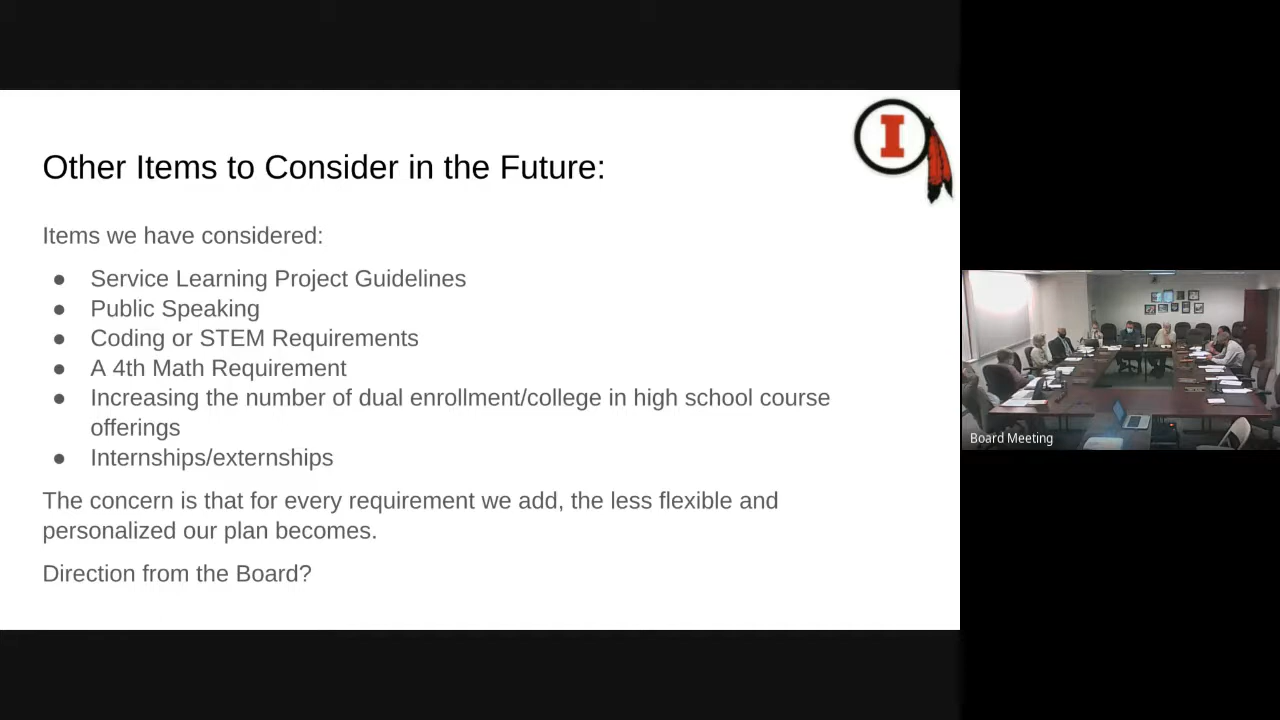 I
Other Items to Consider in the Future:
Items we have considered:
● Service Learning Project Guidelines
● Public Speaking
● Coding or STEM Requirements
● A 4th Math Requirement
● Increasing the number of dual enrollment/college in high school course
offerings
● Internships/externships
The concern is that for every requirement we add, the less flexible and
personalized our plan becomes.
Direction from the Board?
Board Meeting